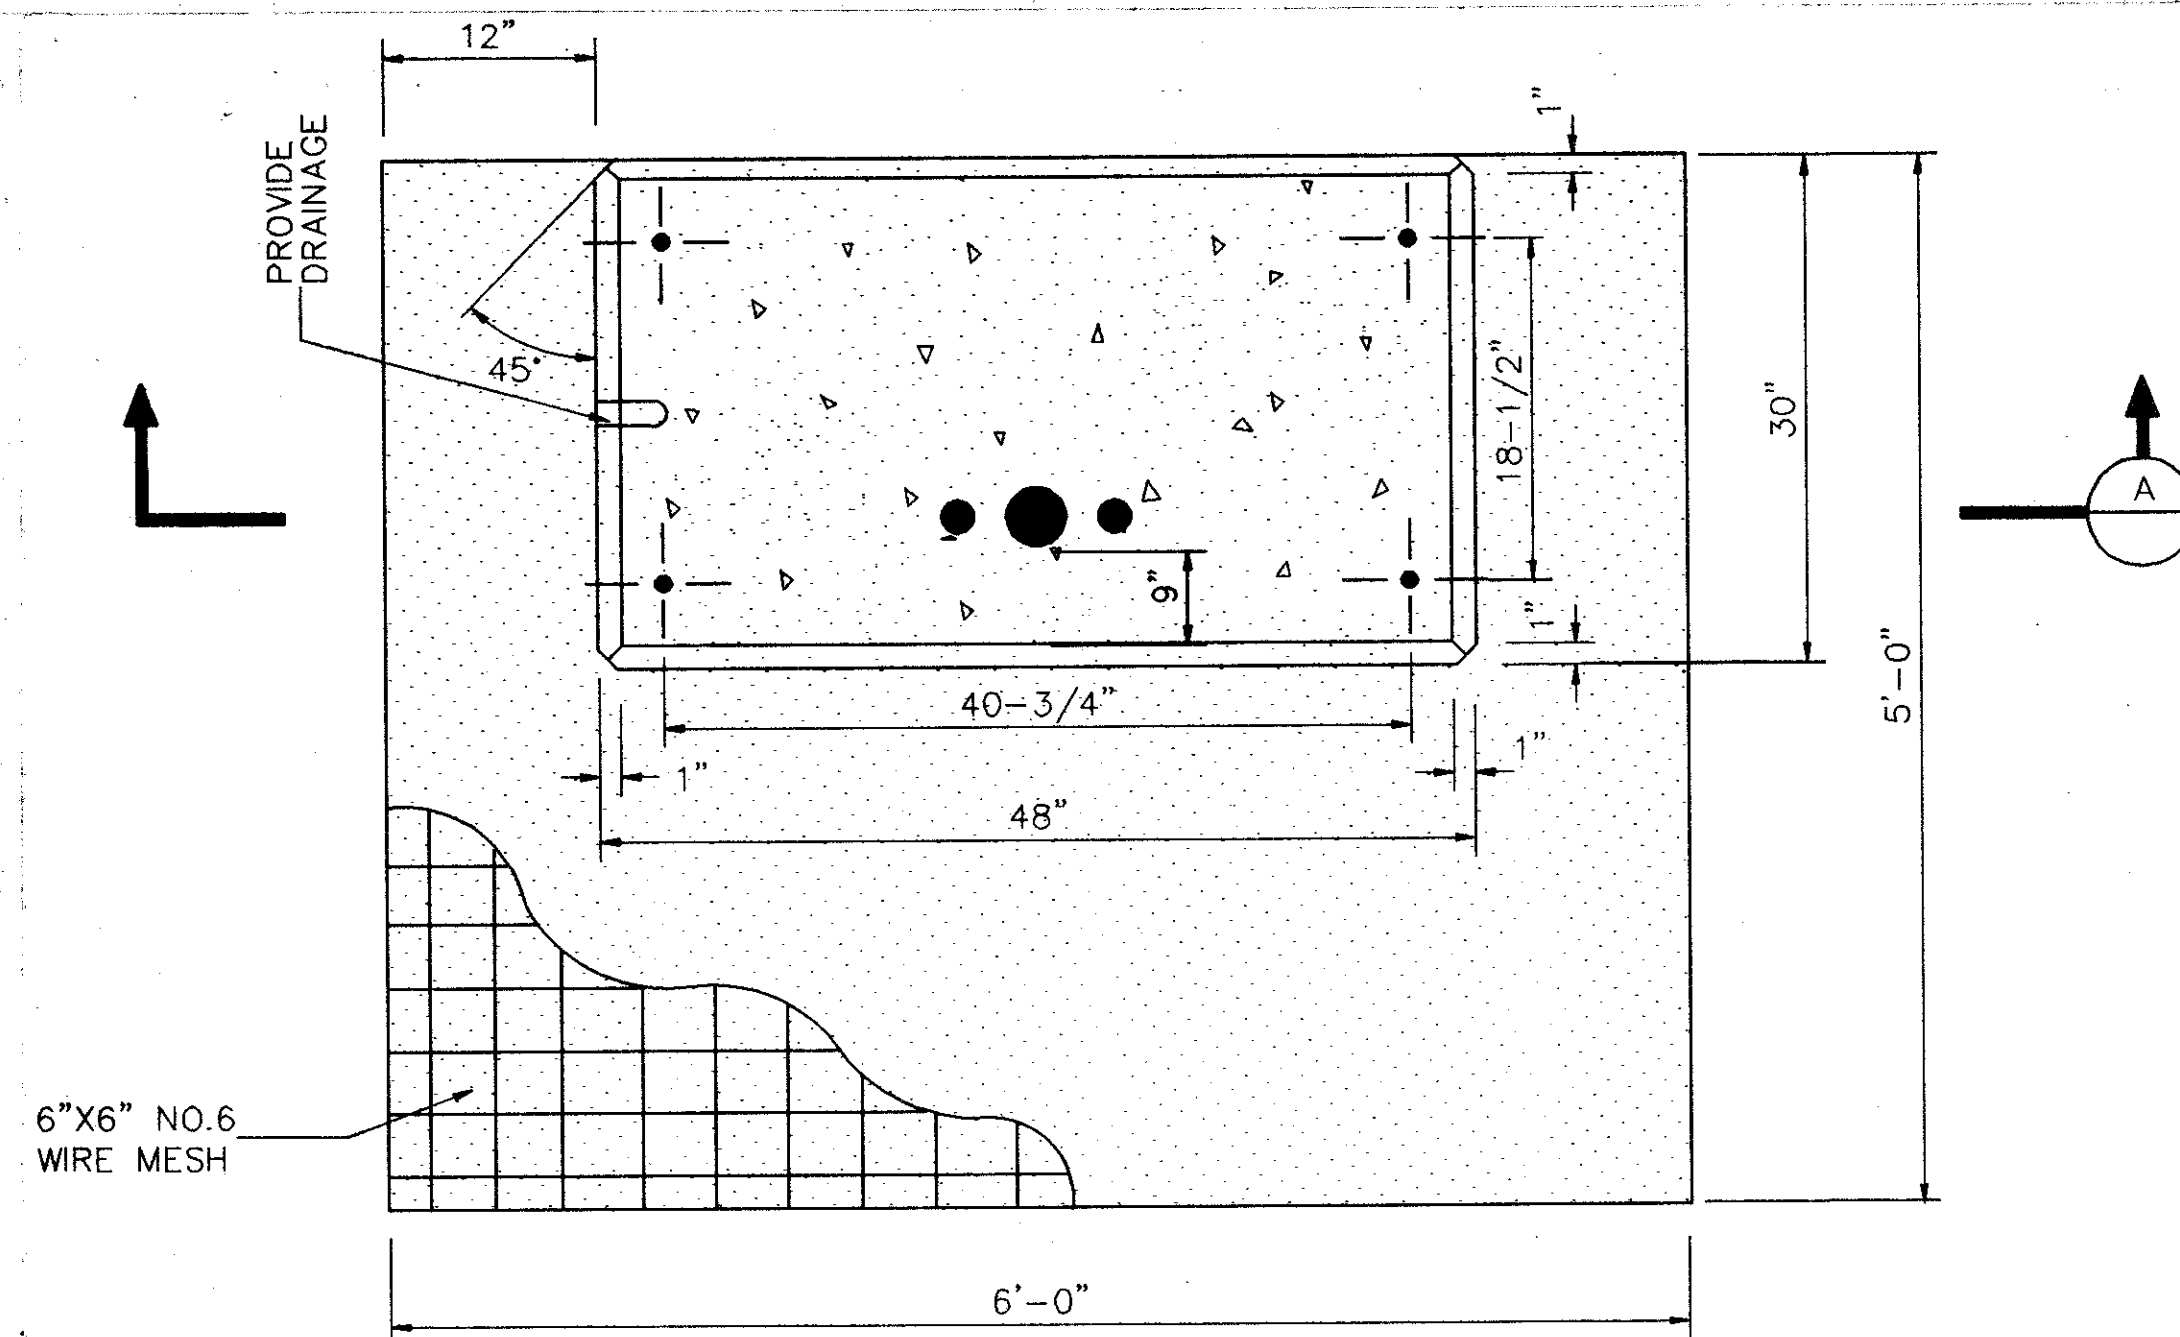 12”
1”
PROVIDE
DRAINAGE
45°
18-1/2”
30”
A
9”
1”
5'-0”
40-3/4”
1”
1”
48”
6”X6” NO.6
WIRE MESH
6'-0”